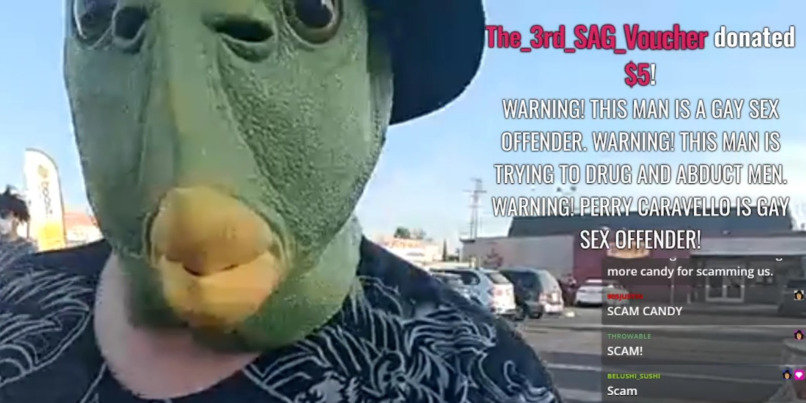 The_3rd_SAG_Voucher donated
$5!
WARNING! THIS MAN IS A GAY SEX
OFFENDER. WARNING! THIS MAN IS
TRYING TO DRUG AND ABDUCT MEN.
WARNING! PERRY CARAVELLO IS GAY
SEX OFFENDER!
more candy for scamming us.
SCAM CANDY
THROWABLE
SCAM!
BELUSHI_SUSHI
Scam